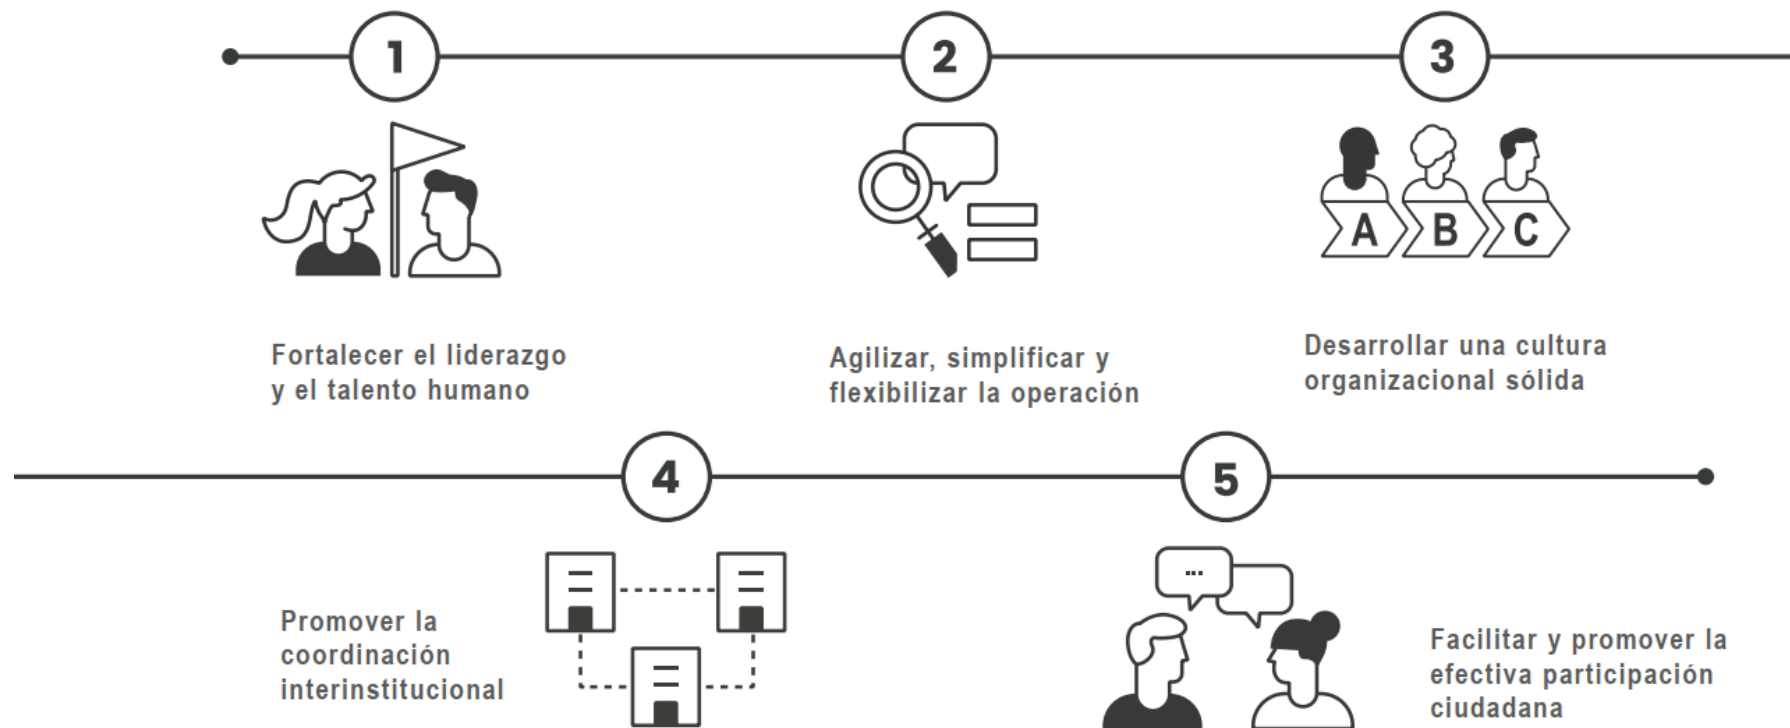 1
2
3
A
B
C
Fortalecer el liderazgo
y el talento humano
Agilizar, simplificar y
flexibilizar la operación
Desarrollar una cultura
organizacional sólida
4
5
...
Promover la
coordinación
interinstitucional
Facilitar y promover la
efectiva participación
ciudadana